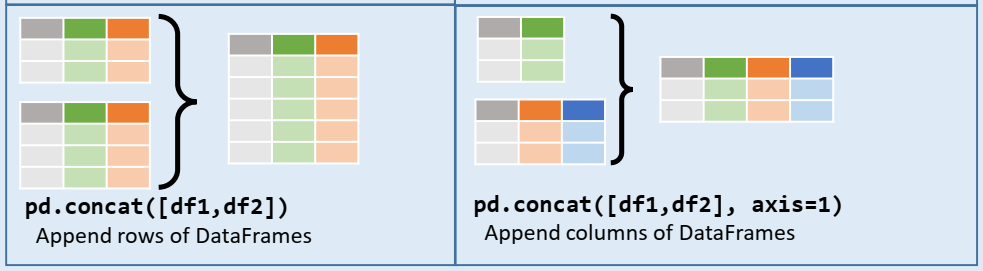 pd.concat([df1,df2])
Append rows of DataFrames
pd.concat([df1,df2], axis=1)
Append columns of DataFrames